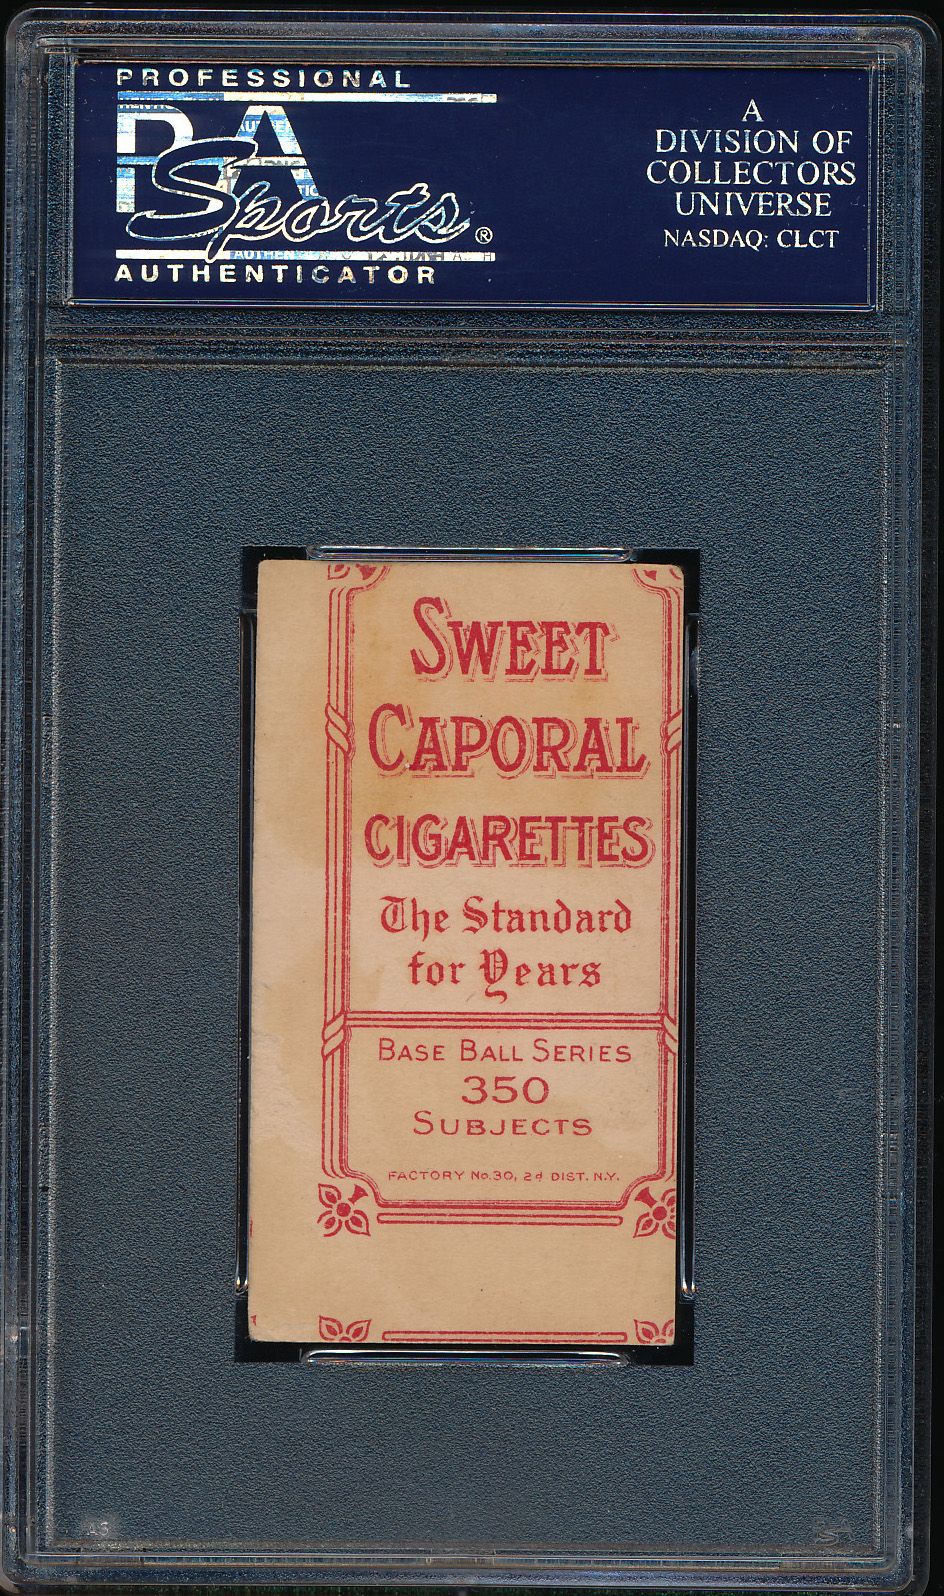 PROFESSIONAL
PSA
Sports®
AUTHENTICATOR
A
DIVISION OF
COLLECTORS
UNIVERSE
NASDAQ: CLCT
SWEET
CAPORAL
CIGARETTES
The Standard
for Years
BASE BALL SERIES
350
SUBJECTS
FACTORY No. 30, 2d DIST. N.Y.
A3